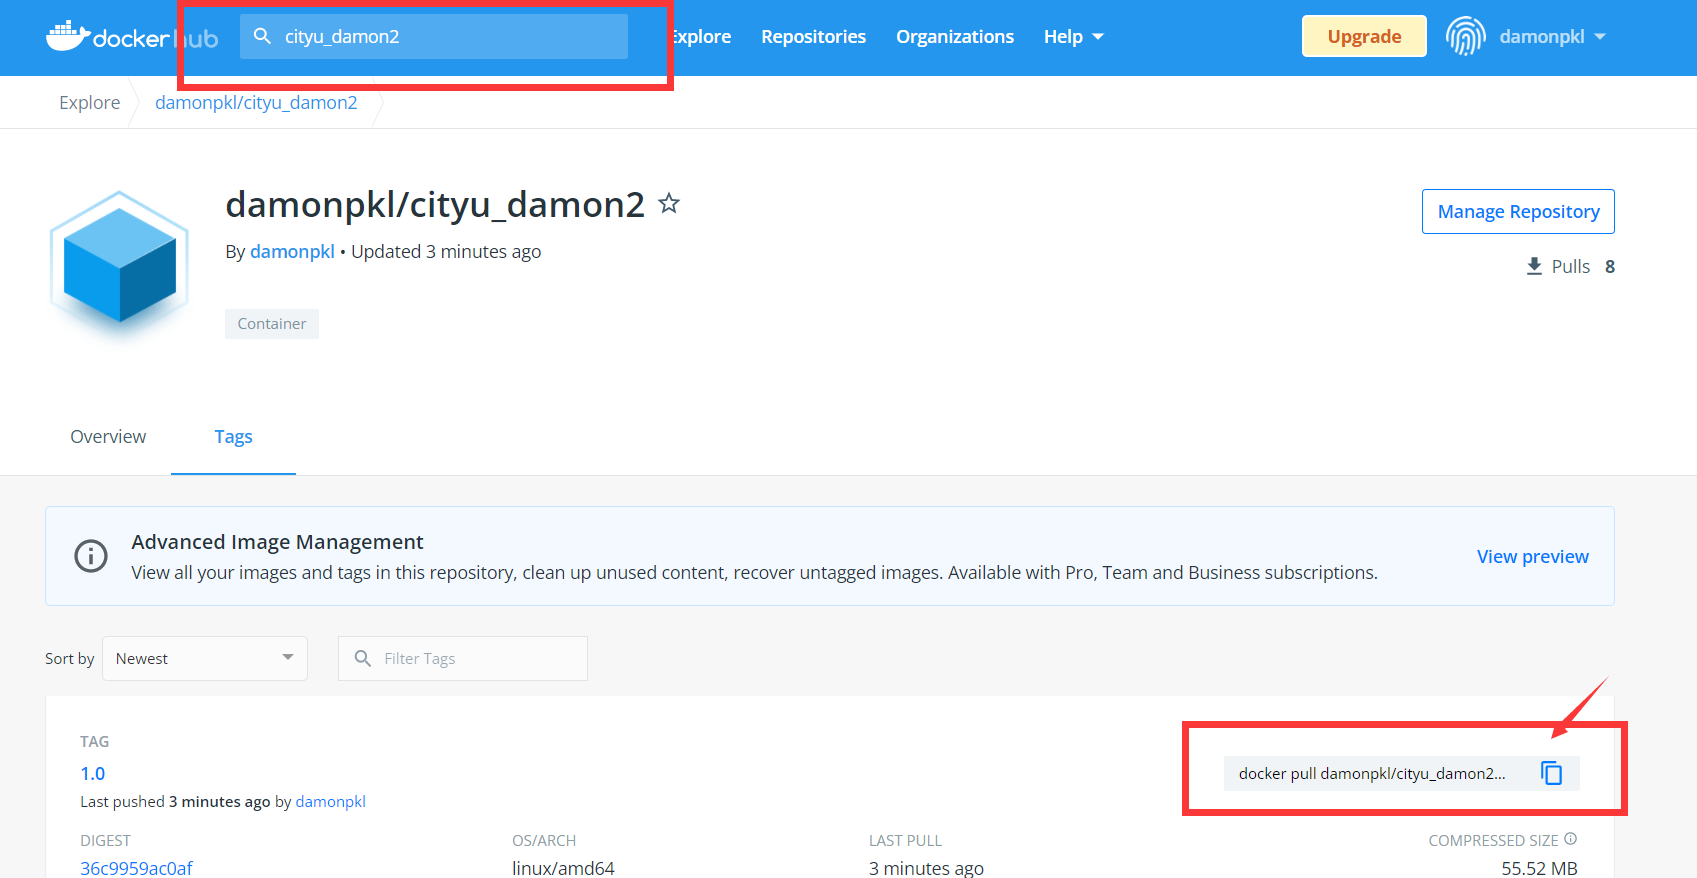 docker hub
cityu_damon2
Explore
Repositories
Organizations
Help
Upgrade
damonpkl
Explore
damonpkl/cityu_damon2
damonpkl/cityu_damon2
Manage Repository
By damonpkl • Updated 3 minutes ago
Pulls 8
Container
Overview
Tags
Advanced Image Management
View all your images and tags in this repository, clean up unused content, recover untagged images. Available with Pro, Team and Business subscriptions.
View preview
Sort by
Newest
Filter Tags
TAG
1.0
docker pull damonpkl/cityu_damon2...
Last pushed 3 minutes ago by damonpkl
DIGEST
OS/ARCH
LAST PULL
COMPRESSED SIZE
36c9959ac0af
linux/amd64
3 minutes ago
55.52 MB